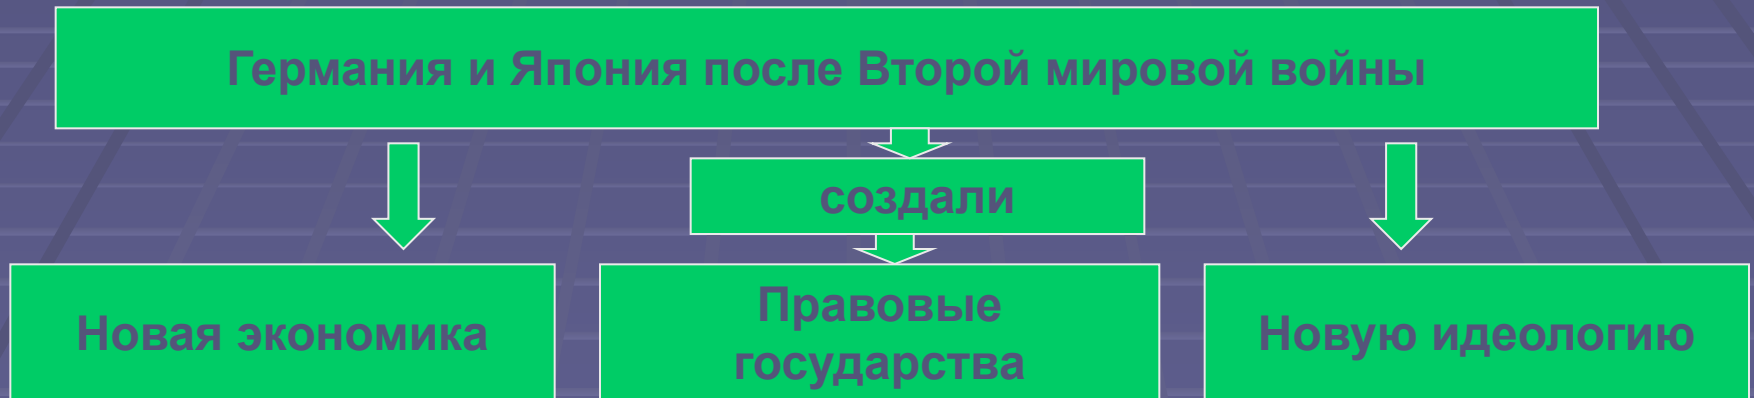 Германия и Япония после Второй мировой войны
создали
Новая экономика
Правовые
государства
Новую идеологию